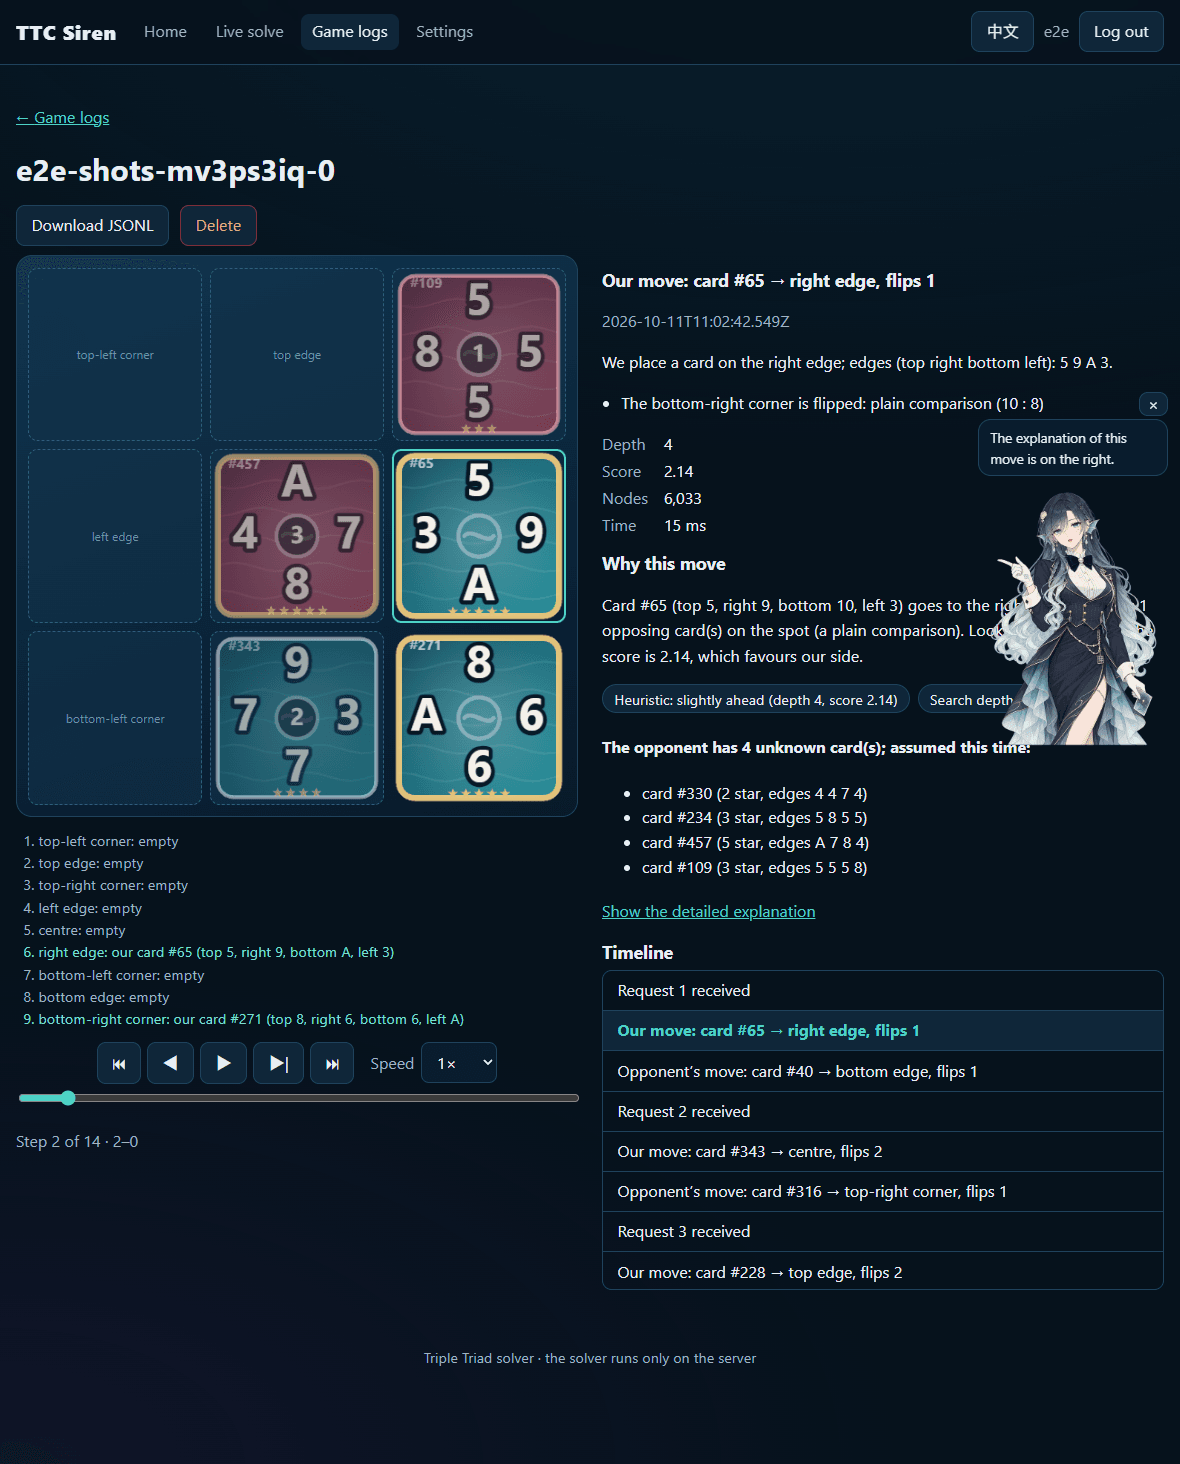 TTC Siren
Home
Live solve
Game logs
Settings
中文
e2e
Log out
← Game logs
e2e-shots-mv3ps3iq-0
Download JSONL
Delete
top-left corner
top edge
#109
5
8 1 5
5
left edge
#457
A
4 3 7
8
#65
5
3 9
A
bottom-left corner
#343
9
7 2 3
7
#271
8
A 6
6
1. top-left corner: empty
2. top edge: empty
3. top-right corner: empty
4. left edge: empty
5. centre: empty
6. right edge: our card #65 (top 5, right 9, bottom A, left 3)
7. bottom-left corner: empty
8. bottom edge: empty
9. bottom-right corner: our card #271 (top 8, right 6, bottom 6, left A)
Speed
1×
Step 2 of 14 · 2–0
Our move: card #65 → right edge, flips 1
2026-10-11T11:02:42.549Z
We place a card on the right edge; edges (top right bottom left): 5 9 A 3.
• The bottom-right corner is flipped: plain comparison (10 : 8)
×
The explanation of this
move is on the right.
Depth 4
Score 2.14
Nodes 6,033
Time 15 ms
Why this move
Card #65 (top 5, right 9, bottom 10, left 3) goes to the 1
opposing card(s) on the spot (a plain comparison).
score is 2.14, which favours our side.
Heuristic: slightly ahead (depth 4, score 2.14)
Search depth
The opponent has 4 unknown card(s); assumed this time:
• card #330 (2 star, edges 4 4 7 4)
• card #234 (3 star, edges 5 8 5 5)
• card #457 (5 star, edges A 7 8 4)
• card #109 (3 star, edges 5 5 5 8)
Show the detailed explanation
Timeline
Request 1 received
Our move: card #65 → right edge, flips 1
Opponent’s move: card #40 → bottom edge, flips 1
Request 2 received
Our move: card #343 → centre, flips 2
Opponent’s move: card #316 → top-right corner, flips 1
Request 3 received
Our move: card #228 → top edge, flips 2
Triple Triad solver · the solver runs only on the server